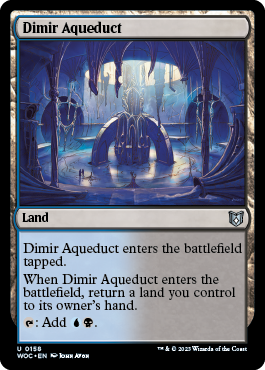 Dimir Aqueduct
Land
Dimir Aqueduct enters the battlefield
tapped.
When Dimir Aqueduct enters the
battlefield, return a land you control
to its owner's hand.
: Add .
U 0158
WOC • EN John Avon
™ & © 2023 Wizards of the Coast